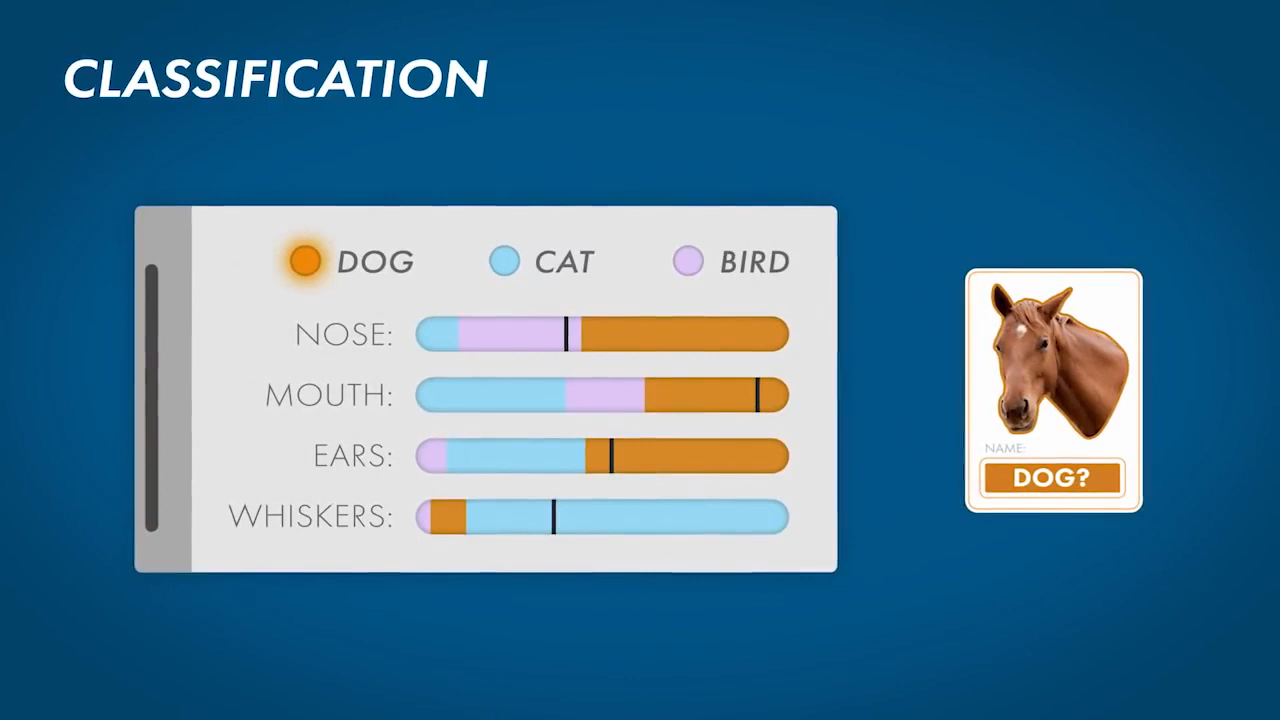 CLASSIFICATION
DOG CAT BIRD
NOSE:
MOUTH:
EARS:
WHISKERS:
NAME:
DOG?